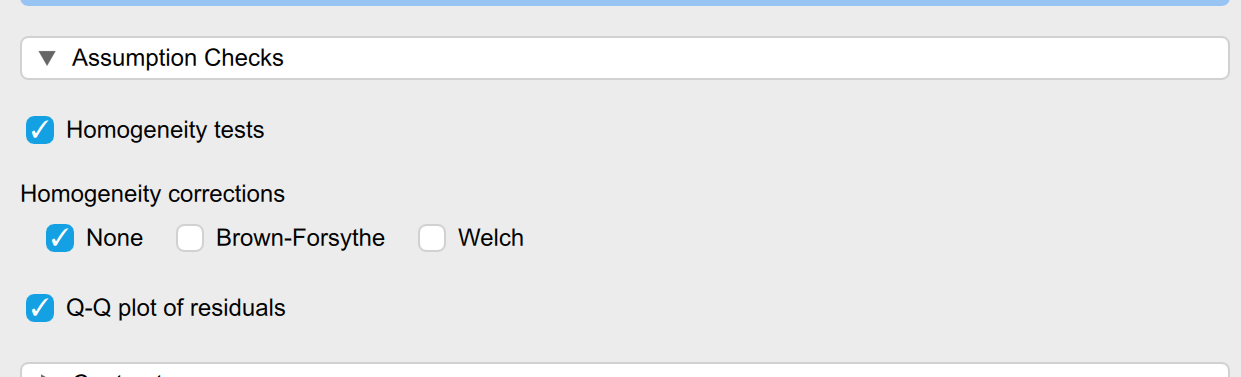 Assumption Checks
Homogeneity tests
Homogeneity corrections
None Brown-Forsythe Welch
Q-Q plot of residuals